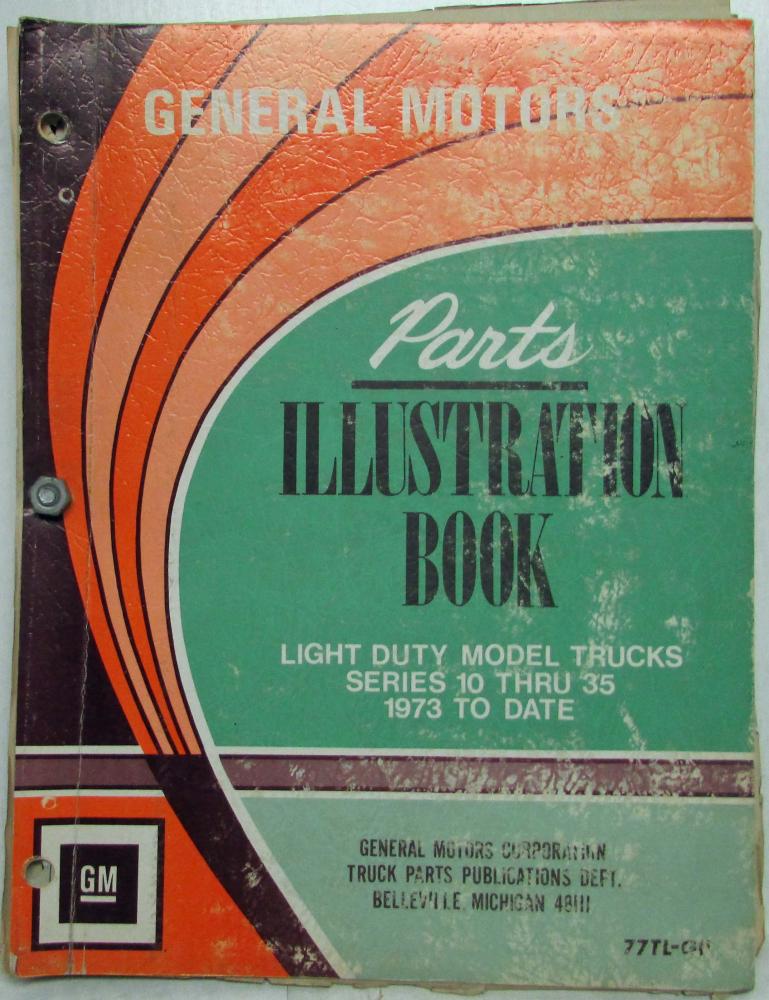 GENERAL MOTORS
Parts
ILLUSTRATION
BOOK
LIGHT DUTY MODEL TRUCKS
SERIES 10 THRU 35
1973 TO DATE
GM
GENERAL MOTORS CORPORATION
TRUCK PARTS PUBLICATIONS DEPT.
BELLEVILLE, MICHIGAN 48111